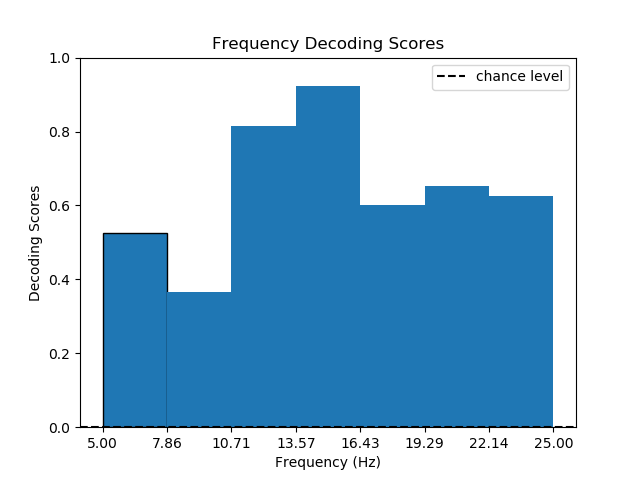 Frequency Decoding Scores
chance level
Decoding Scores
1.0
0.8
0.6
0.4
0.2
0.0
5.00 7.86 10.71 13.57 16.43 19.29 22.14 25.00
Frequency (Hz)